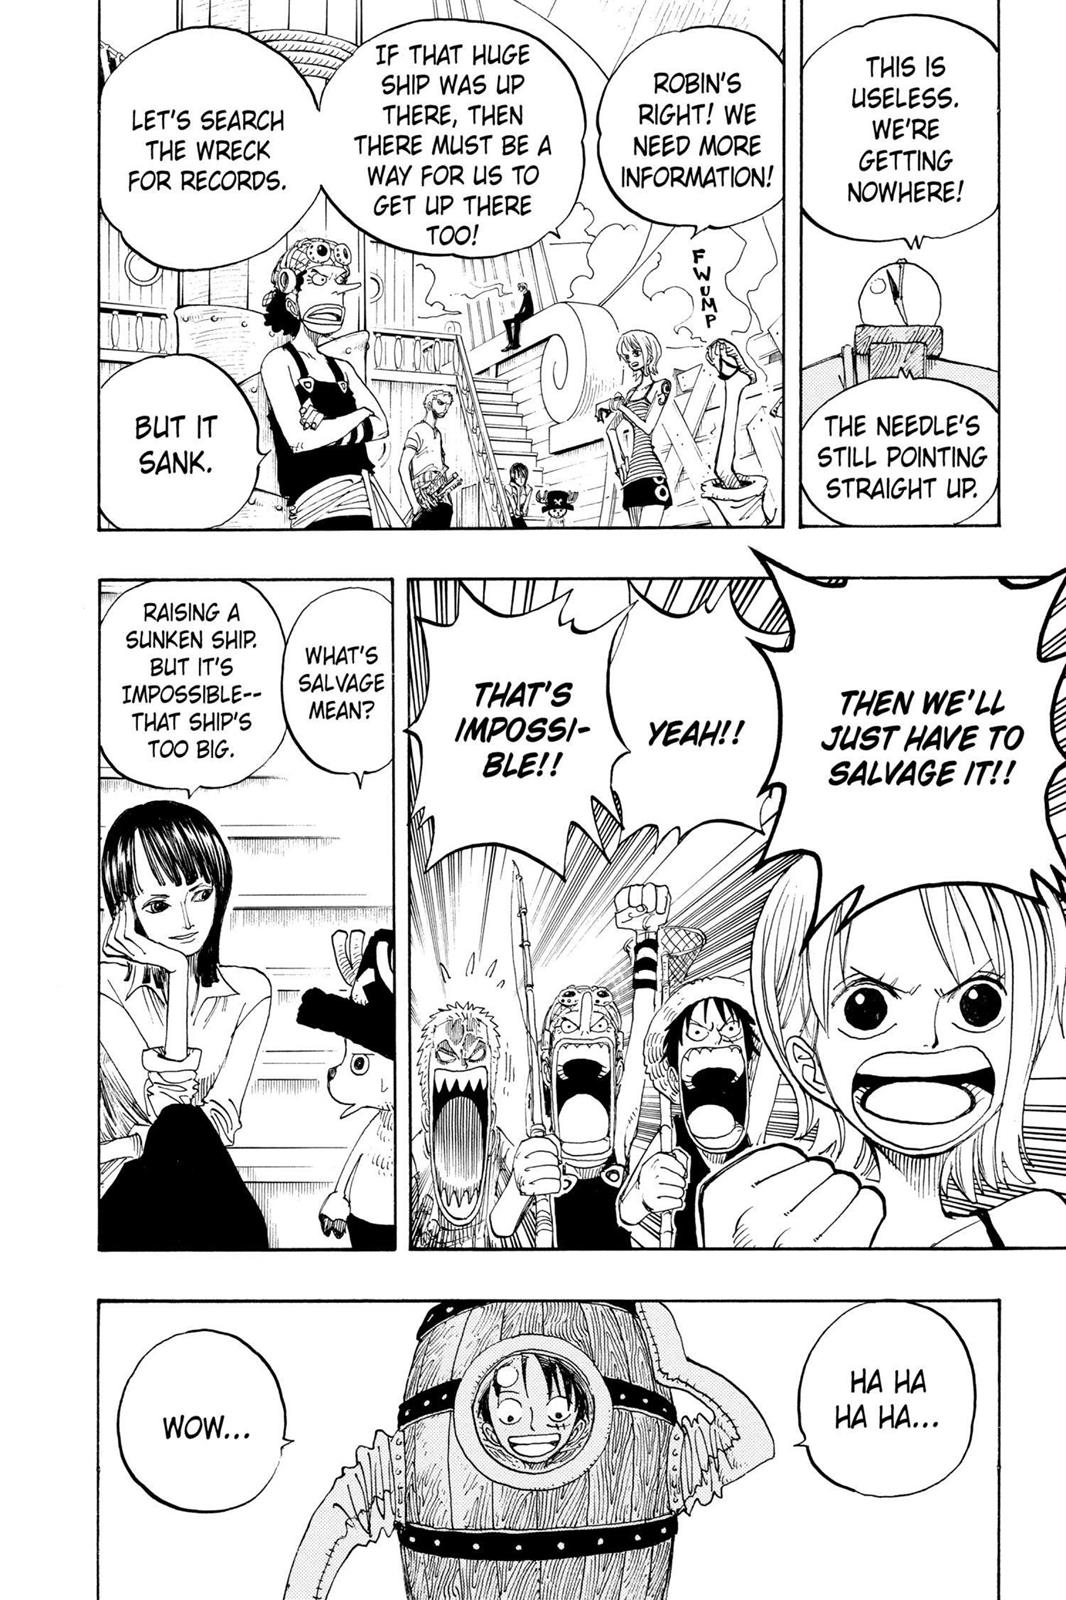 THIS IS
USELESS.
WE'RE
GETTING
NOWHERE!
THE NEEDLE'S
STILL POINTING
STRAIGHT UP.
ROBIN'S
RIGHT! WE
NEED MORE
INFORMATION!
IF THAT HUGE
SHIP WAS UP
THERE, THEN
THERE MUST BE A
WAY FOR US TO
GET UP THERE
TOO!
LET'S SEARCH
THE WRECK
FOR RECORDS.
FWUMP
BUT IT
SANK.
THEN WE'LL
JUST HAVE TO
SALVAGE IT!!
YEAH!!
THAT'S
IMPOSSI-
BLE!!
WHAT'S
SALVAGE
MEAN?
RAISING A
SUNKEN SHIP.
BUT IT'S
IMPOSSIBLE--
THAT SHIP'S
TOO BIG.
HA HA
HA HA...
WOW...